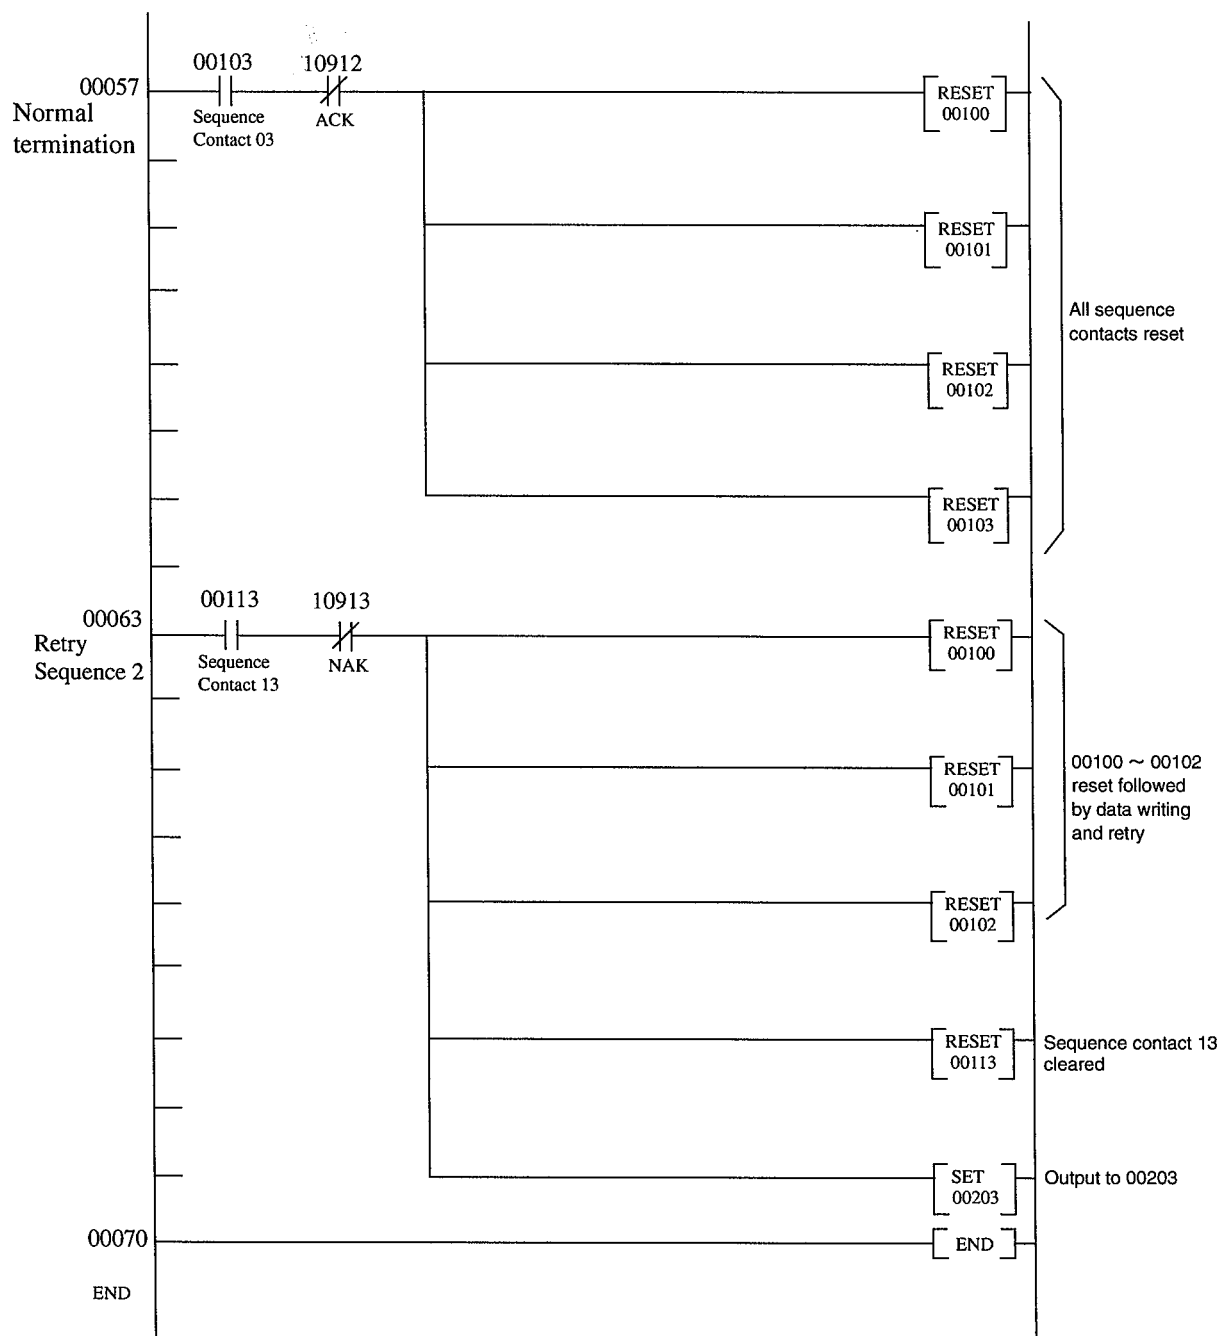 00103 10912
00057
Normal
termination
Sequence
Contact 03
ACK
RESET
00100
RESET
00101
All sequence
contacts reset
RESET
00102
RESET
00103
00113 10913
00063
Retry
Sequence 2
Sequence
Contact 13
NAK
RESET
00100
RESET
00101
00100 ~ 00102
reset followed
by data writing
and retry
RESET
00102
RESET
00113
Sequence contact 13
cleared
SET
00203
Output to 00203
00070
END
END